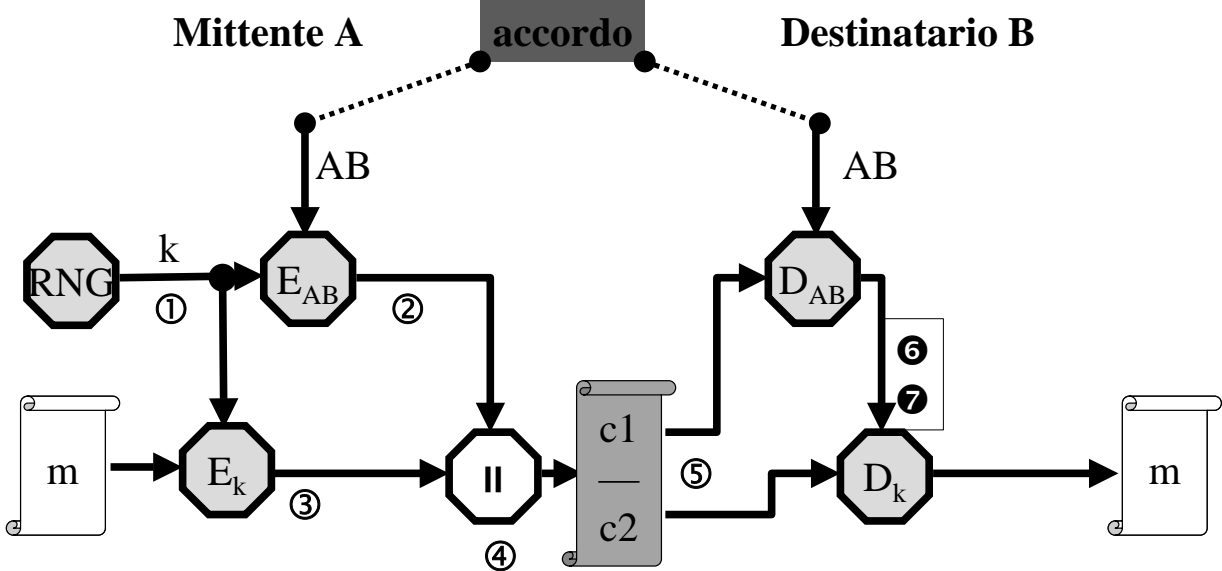 Mittente A
accordo
Destinatario B
AB
AB
k
RNG
①
E_AB
②
D_AB
❻
❼
m
E_k
③
II
④
c1
c2
⑤
D_k
m